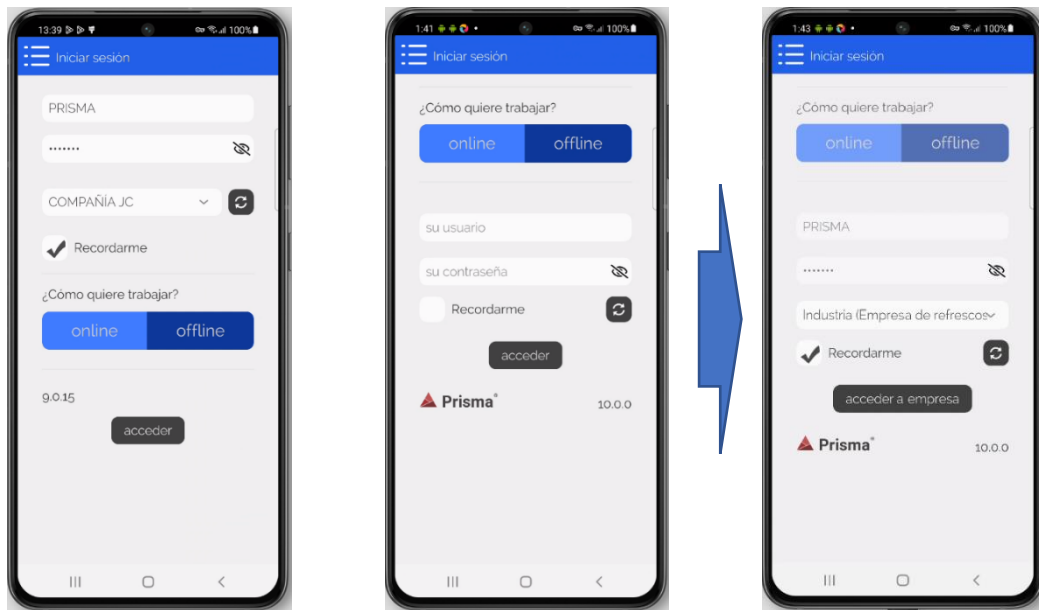 13:39
100%
Iniciar sesión
PRISMA
•••••••
COMPAÑÍA JC
Recordarme
¿Cómo quiere trabajar?
online
offline
9.0.15
acceder
1:41
100%
Iniciar sesión
¿Cómo quiere trabajar?
online
offline
su usuario
su contraseña
Recordarme
acceder
Prisma®
10.0.0
1:43
100%
Iniciar sesión
¿Cómo quiere trabajar?
online
offline
PRISMA
•••••••
Industria (Empresa de refrescos
Recordarme
acceder a empresa
Prisma®
10.0.0